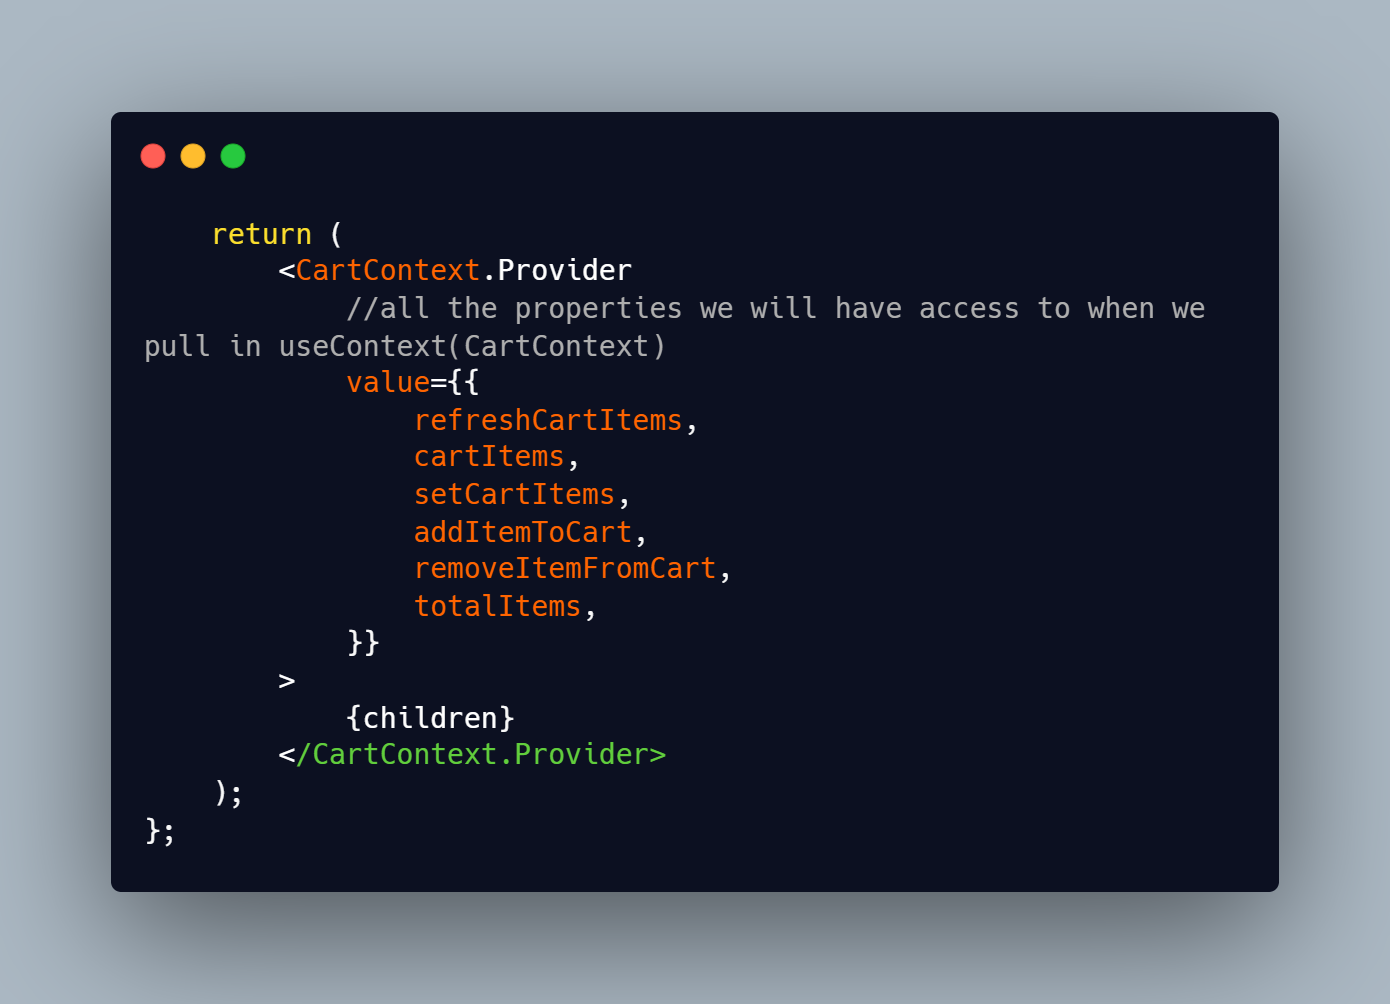 return (
<CartContext.Provider
//all the properties we will have access to when we
pull in useContext(CartContext)
value={{
refreshCartItems,
cartItems,
setCartItems,
addItemToCart,
removeItemFromCart,
totalItems,
}}
>
{children}
</CartContext.Provider>
);
};